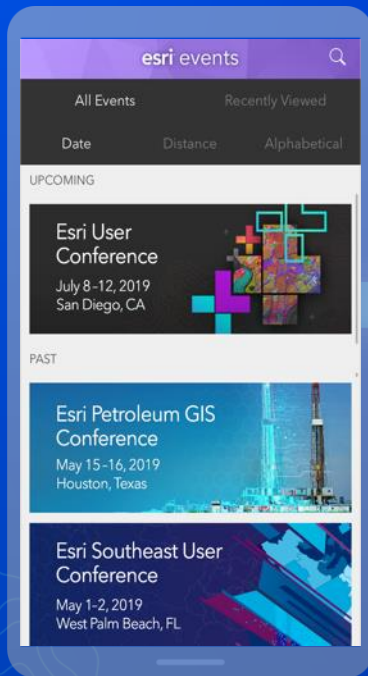 esri events
All Events Recently Viewed
Date Distance Alphabetical
UPCOMING
Esri User
Conference
July 8-12, 2019
San Diego, CA
PAST
Esri Petroleum GIS
Conference
May 15-16, 2019
Houston, Texas
Esri Southeast User
Conference
May 1-2, 2019
West Palm Beach, FL